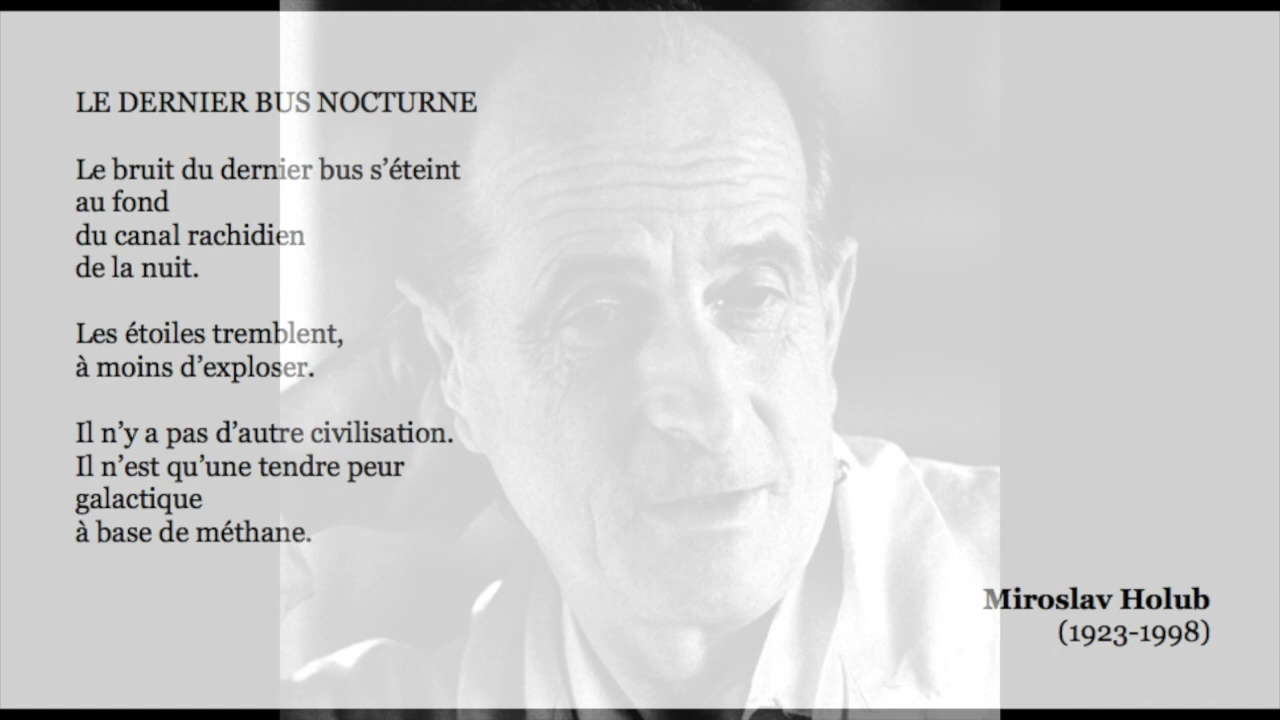 LE DERNIER BUS NOCTURNE
Le bruit du dernier bus s’éteint
au fond
du canal rachidien
de la nuit.
Les étoiles tremblent,
à moins d’exploser.
Il n’y a pas d’autre civilisation.
Il n’est qu’une tendre peur
galactique
à base de méthane.
Miroslav Holub
(1923-1998)